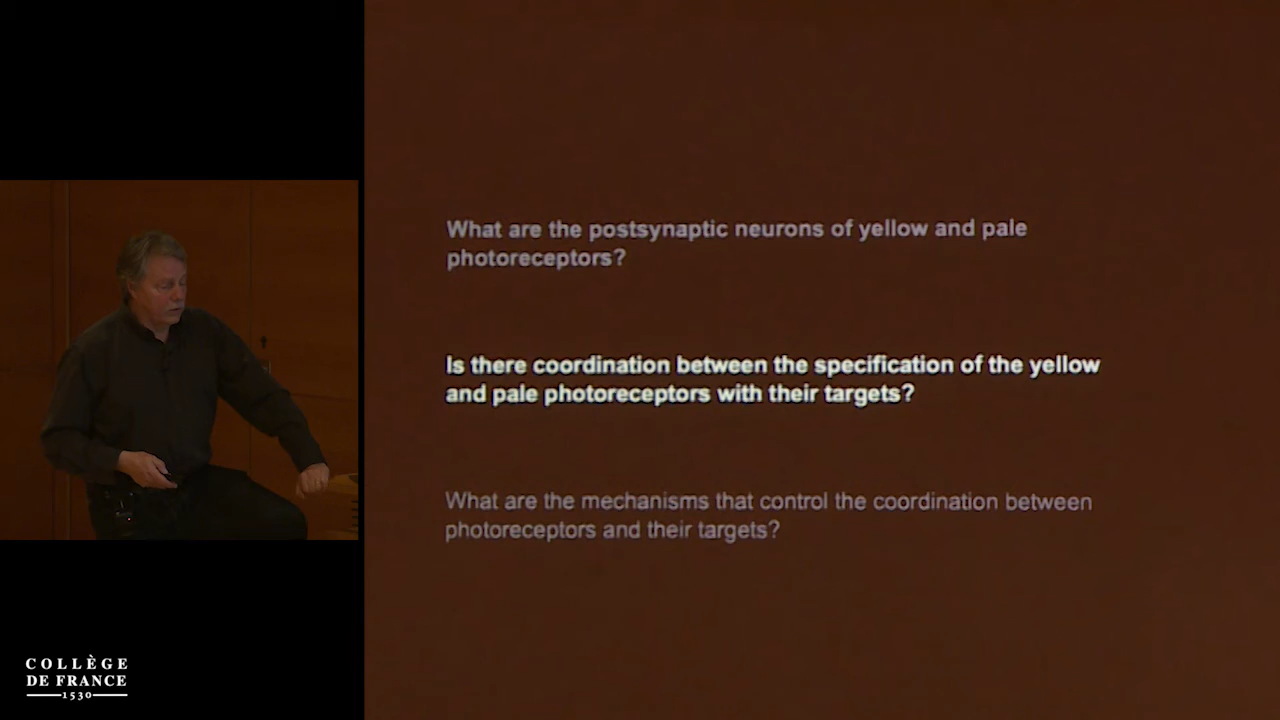 What are the postsynaptic neurons of yellow and pale
photoreceptors?
Is there coordination between the specification of the yellow
and pale photoreceptors with their targets?
What are the mechanisms that control the coordination between
photoreceptors and their targets?
COLLÈGE
DE FRANCE
1530